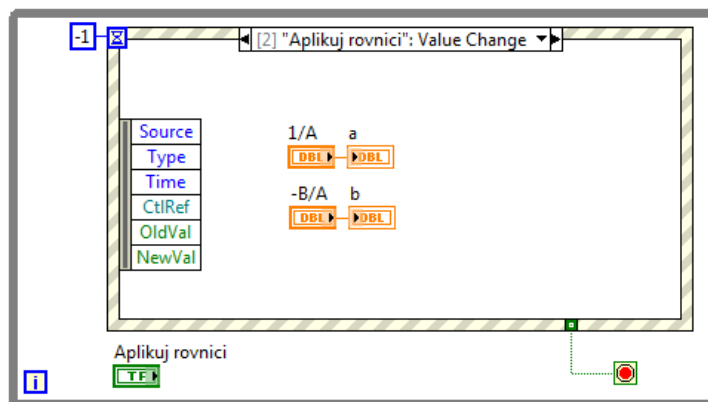 -1
[2] "Aplikuj rovnici": Value Change
Source
Type
Time
CtlRef
OldVal
NewVal
1/A a
DBL DBL
-B/A b
DBL DBL
Aplikuj rovnici
TF
i